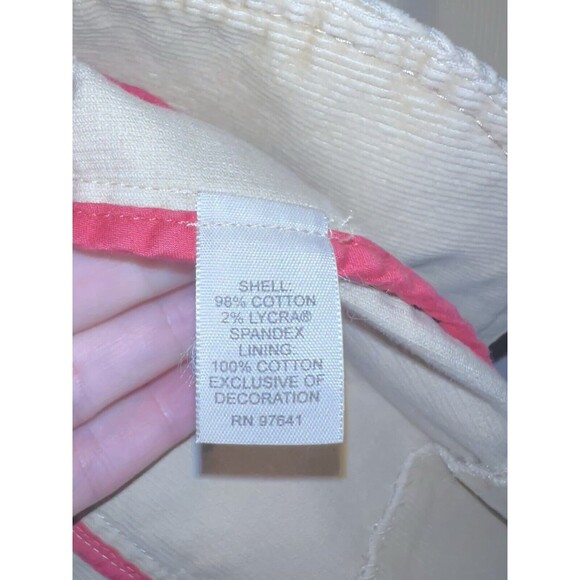 SHELL:
98% COTTON
2% LYCRA®
SPANDEX
LINING:
100% COTTON
EXCLUSIVE OF
DECORATION
RN 97641